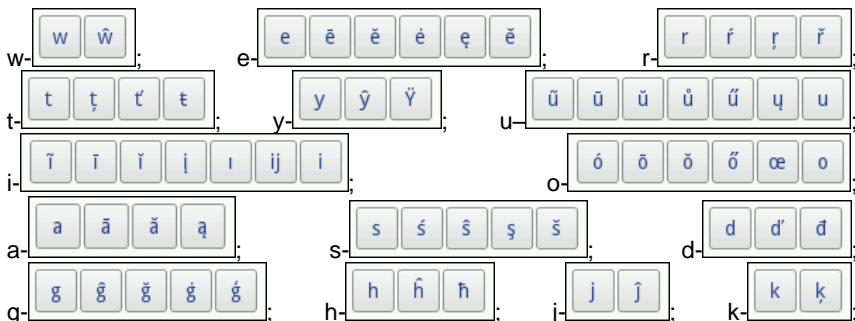 w- w ŵ ; e- e ē ĕ ė ę ě ; r- r ŕ ŗ ř ;
t- t ţ ť ŧ ; y- y ŷ Ÿ ; u– ũ ū ŭ ů ű ų u ;
i- ĩ ī ĭ į ı ĳ i ; o- ó ō ŏ ő œ o ;
a- a ā ă ą ; s- s ś ŝ ş š ; d- d ď đ ;
g- g ĝ ğ ġ ģ ; h- h ĥ ħ ; j- j ĵ ; k- k ķ ;